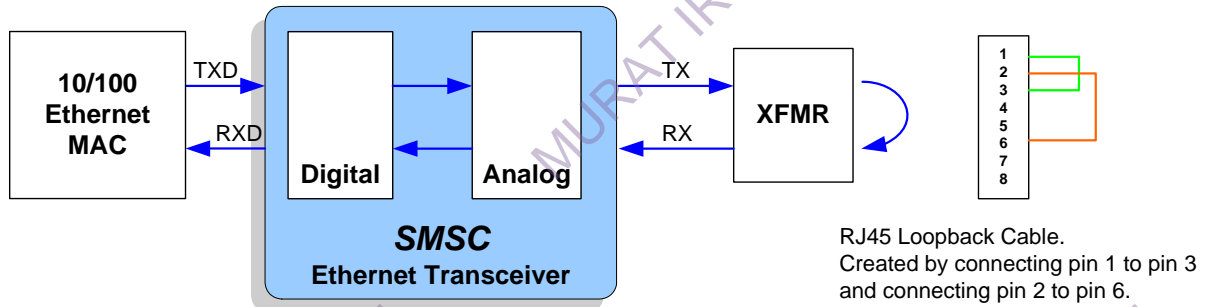 10/100
Ethernet
MAC
TXD
RXD
Digital
Analog
SMSC
Ethernet Transceiver
TX
RX
XFMR
1
2
3
4
5
6
7
8
RJ45 Loopback Cable.
Created by connecting pin 1 to pin 3
and connecting pin 2 to pin 6.
MURAT IR